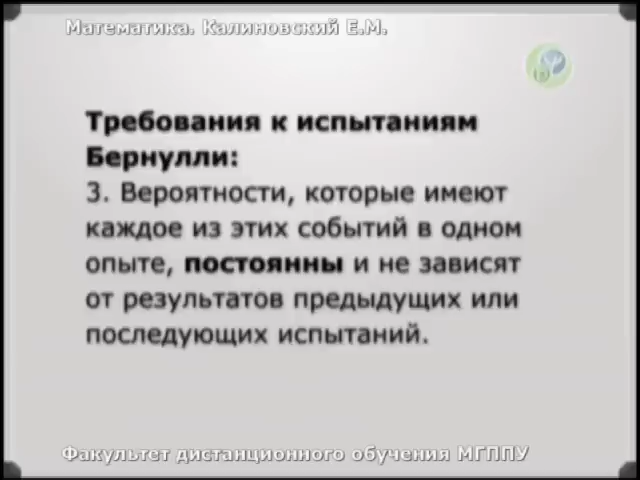 Математика. Калиновский Е.М.
Требования к испытаниям
Бернулли:
3. Вероятности, которые имеют
каждое из этих событий в одном
опыте, постоянны и не зависят
от результатов предыдущих или
последующих испытаний.
Факультет дистанционного обучения МГППУ